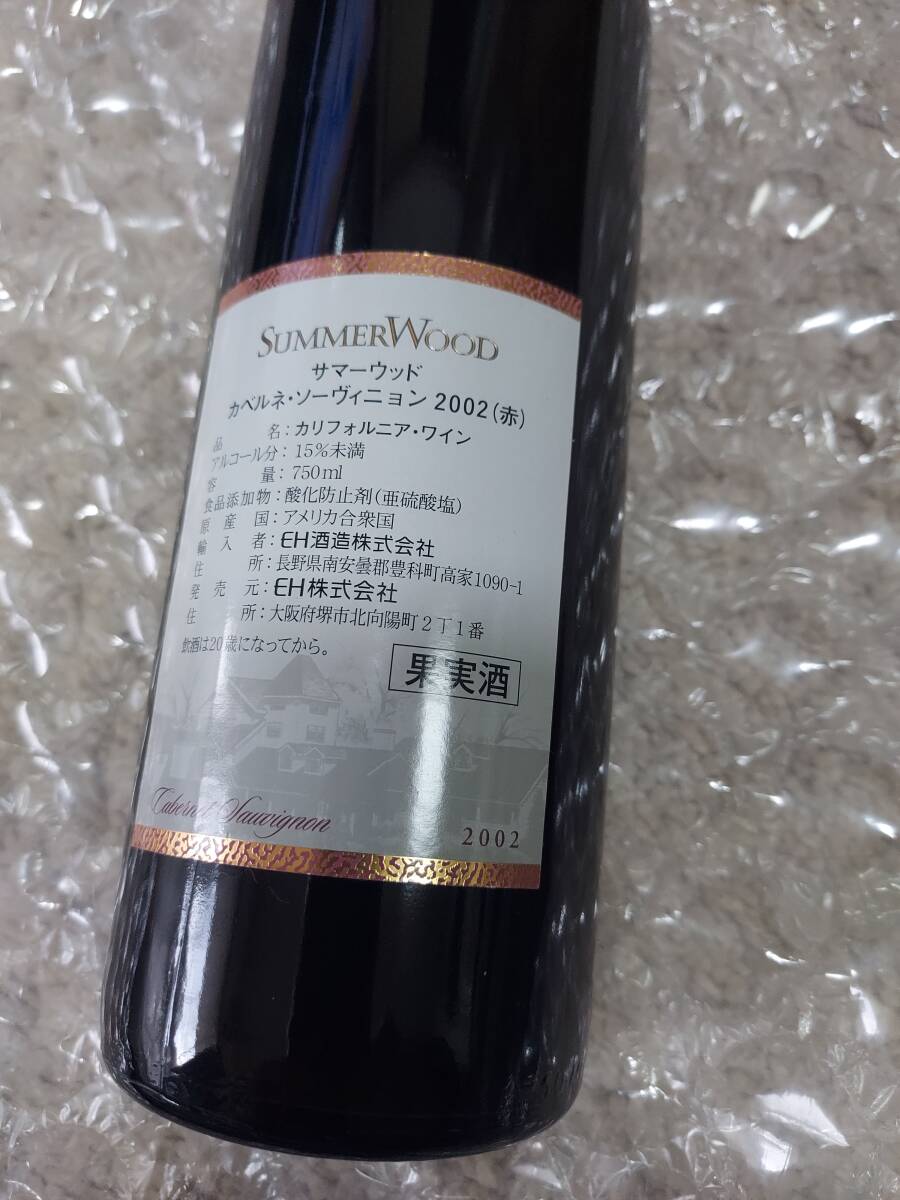 SUMMERWOOD
サマーウッド
カベルネ・ソーヴィニョン 2002(赤)
品名:カリフォルニア・ワイン
アルコール分:15%未満
容量:750ml
食品添加物:酸化防止剤(亜硫酸塩)
原産国:アメリカ合衆国
輸入者:EH酒造株式会社
住所:長野県南安曇郡豊科町高家1090-1
発売元:EH株式会社
住所:大阪府堺市北向陽町2丁1番
飲酒は20歳になってから。
果実酒
Cabernet Sauvignon
2002